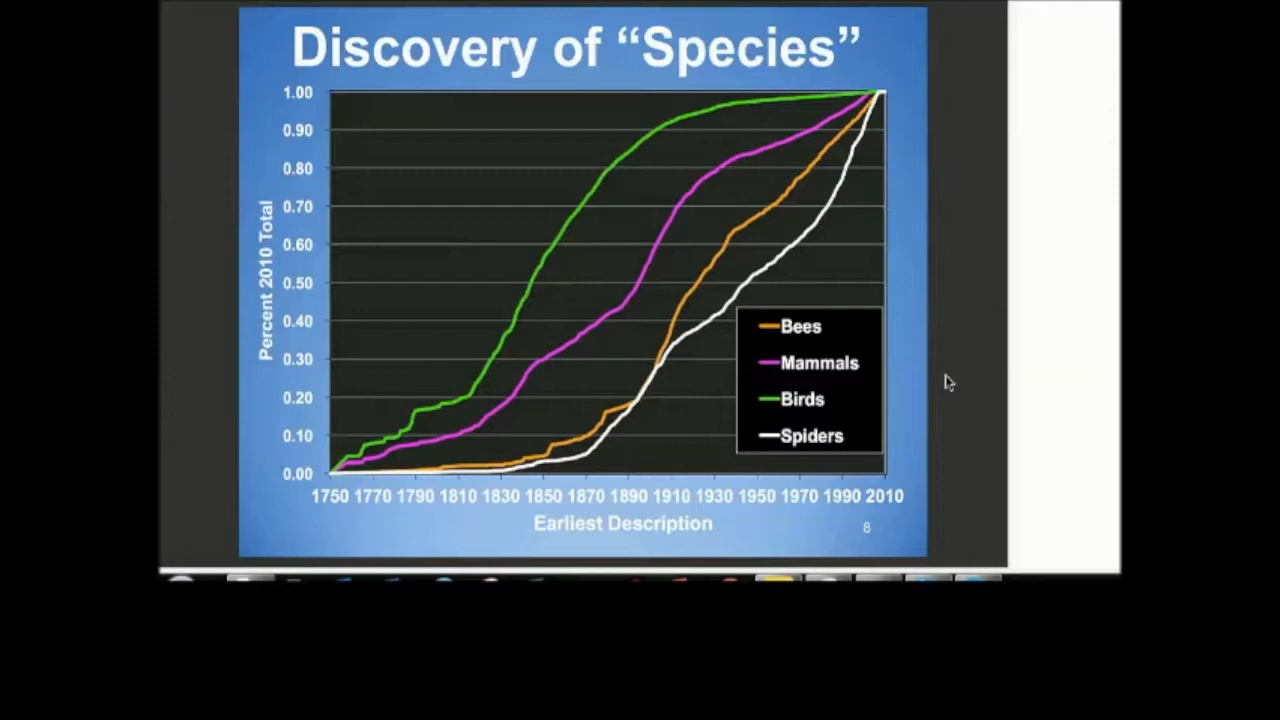 Discovery of “Species”
Percent 2010 Total
1.00
0.90
0.80
0.70
0.60
0.50
0.40
0.30
0.20
0.10
0.00
Bees
Mammals
Birds
Spiders
1750 1770 1790 1810 1830 1850 1870 1890 1910 1930 1950 1970 1990 2010
Earliest Description
8